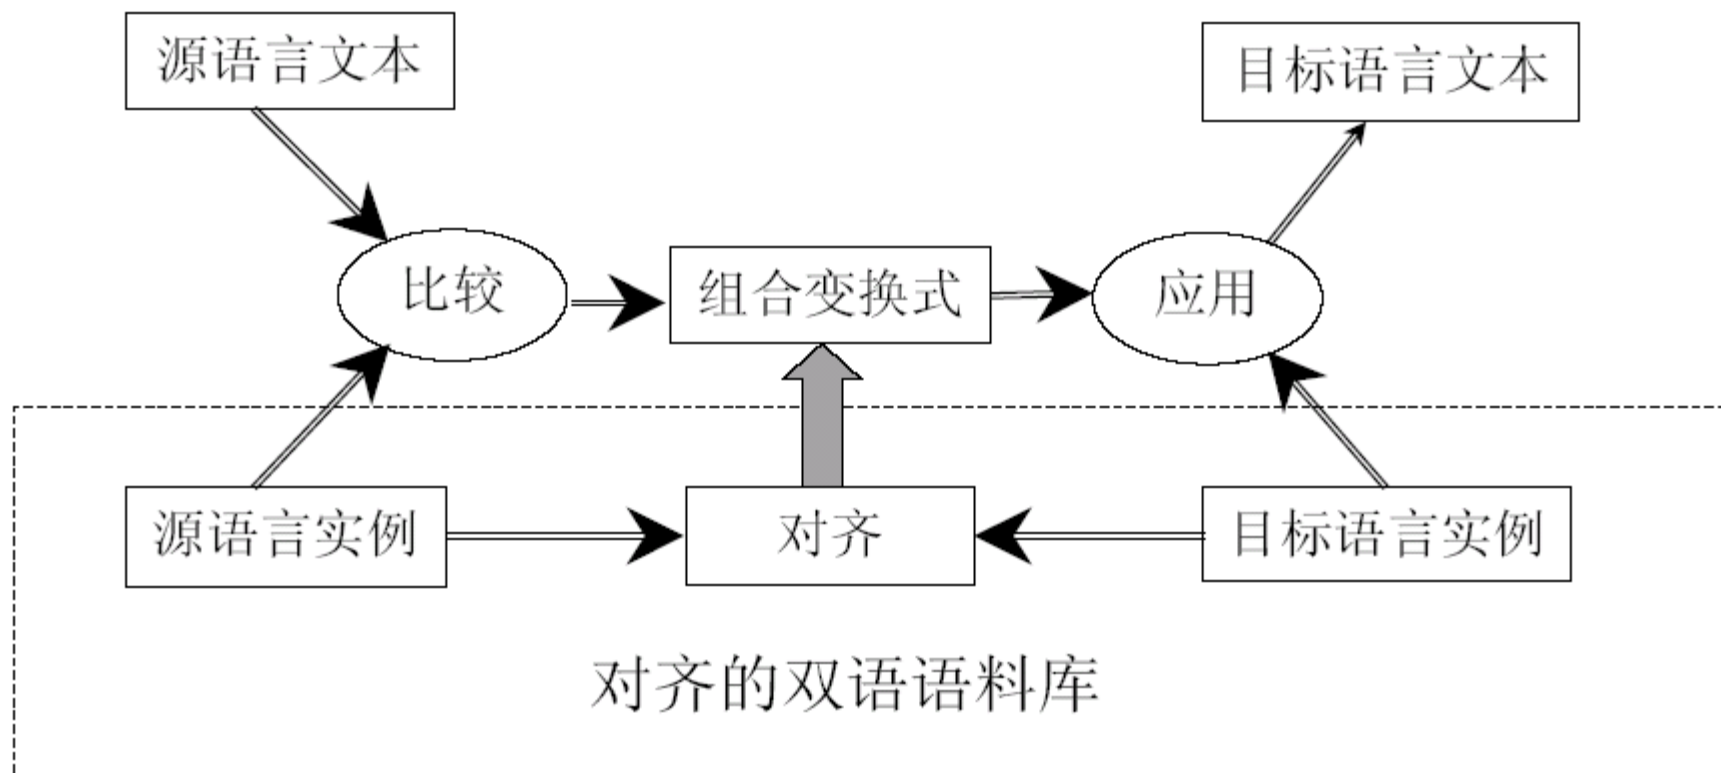 源语言文本
目标语言文本
比较
组合变换式
应用
源语言实例
对齐
目标语言实例
对齐的双语语料库